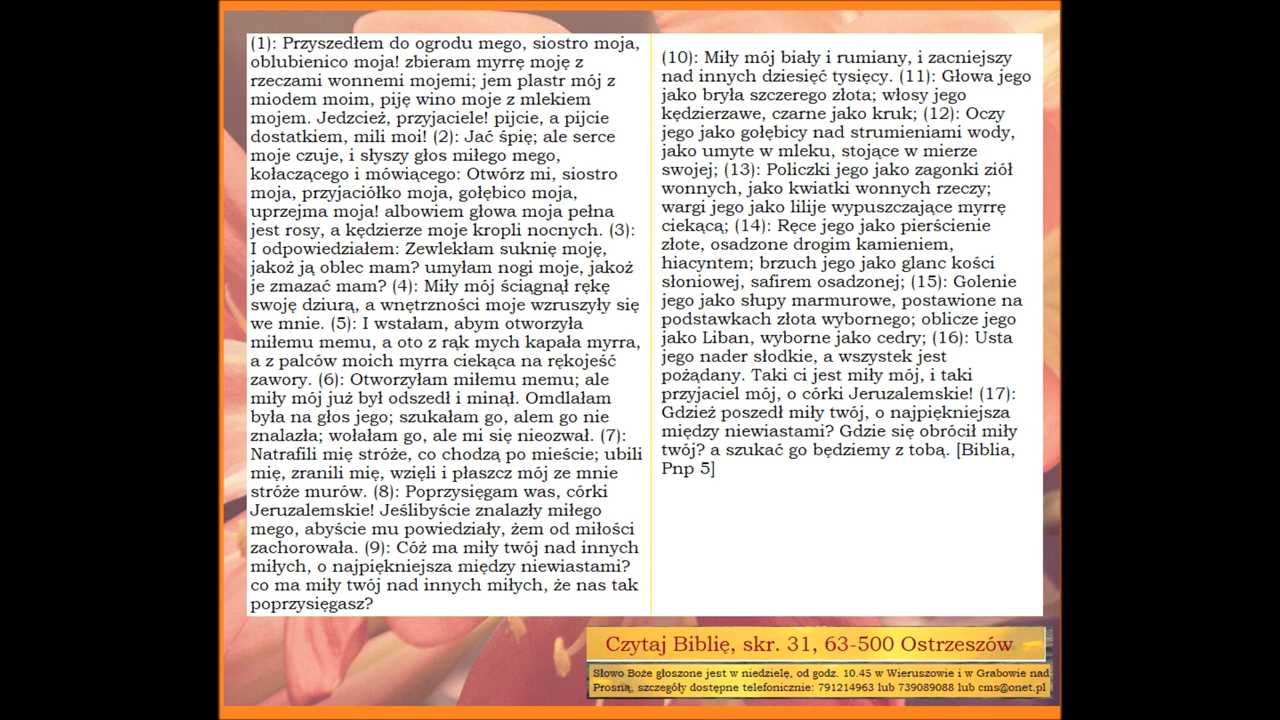 (1): Przyszedłem do ogrodu mego, siostro moja,
oblubienico moja! zbieram myrrę moję z
rzeczami wonnemi mojemi; jem plastr mój z
miodem moim, piję wino moje z mlekiem
mojem. Jedzcież, przyjaciele! pijcie, a pijcie
dostatkiem, mili moi! (2): Jać śpię; ale serce
moje czuje, i słyszy głos miłego mego,
kołaczącego i mówiącego: Otwórz mi, siostro
moja, przyjaciółko moja, gołębico moja,
uprzejma moja! albowiem głowa moja pełna
jest rosy, a kędzierze moje kropli nocnych. (3):
I odpowiedziałem: Zewlekłam suknię moję,
jakoż ją oblec mam? umyłam nogi moje, jakoż
je zmazać mam? (4): Miły mój ściągnął rękę
swoję dziurą, a wnętrzności moje wzruszyły się
we mnie. (5): I wstałam, abym otworzyła
miłemu memu, a oto z rąk mych kapała myrra,
a z palców moich myrra ciekąca na rękojeść
zawory. (6): Otworzyłam miłemu memu; ale
miły mój już był odszedł i minął. Omdlałam
była na głos jego; szukałam go, alem go nie
znalazła; wołałam go, ale mi się nieozwał. (7):
Natrafili mię stróże, co chodzą po mieście; ubili
mię, zranili mię, wzięli i płaszcz mój ze mnie
stróże murów. (8): Poprzysięgam was, córki
Jeruzalemskie! Jeślibyście znalazły miłego
mego, abyście mu powiedziały, żem od miłości
zachorowała. (9): Cóż ma miły twój nad innych
miłych, o najpiękniejsza między niewiastami?
co ma miły twój nad innych miłych, że nas tak
poprzysięgasz?
(10): Miły mój biały i rumiany, i zacniejszy
nad innych dziesięć tysięcy. (11): Głowa jego
jako bryła szczerego złota; włosy jego
kędzierzawe, czarne jako kruk; (12): Oczy
jego jako gołębicy nad strumieniami wody,
jako umyte w mleku, stojące w mierze
swojej; (13): Policzki jego jako zagonki ziół
wonnych, jako kwiatki wonnych rzeczy;
wargi jego jako lilije wypuszczające myrrę
ciekącą; (14): Ręce jego jako pierścienie
złote, osadzone drogim kamieniem,
hiacyntem; brzuch jego jako glanc kości
słoniowej, safirem osadzonej; (15): Golenie
jego jako słupy marmurowe, postawione na
podstawkach złota wybornego; oblicze jego
jako Liban, wyborne jako cedry; (16): Usta
jego nader słodkie, a wszystek jest
pożądany. Taki ci jest miły mój, i taki
przyjaciel mój, o córki Jeruzalemskie! (17):
Gdzież poszedł miły twój, o najpiękniejsza
między niewiastami? Gdzie się obrócił miły
twój? a szukać go będziemy z tobą. [Biblia,
Pnp 5]
Czytaj Biblię, skr. 31, 63-500 Ostrzeszów
Słowo Boże głoszone jest w niedzielę, od godz. 10.45 w Wieruszowie i w Grabowie nad
Prosną, szczegóły dostępne telefonicznie: 791214963 lub 739089088 lub cms@onet.pl